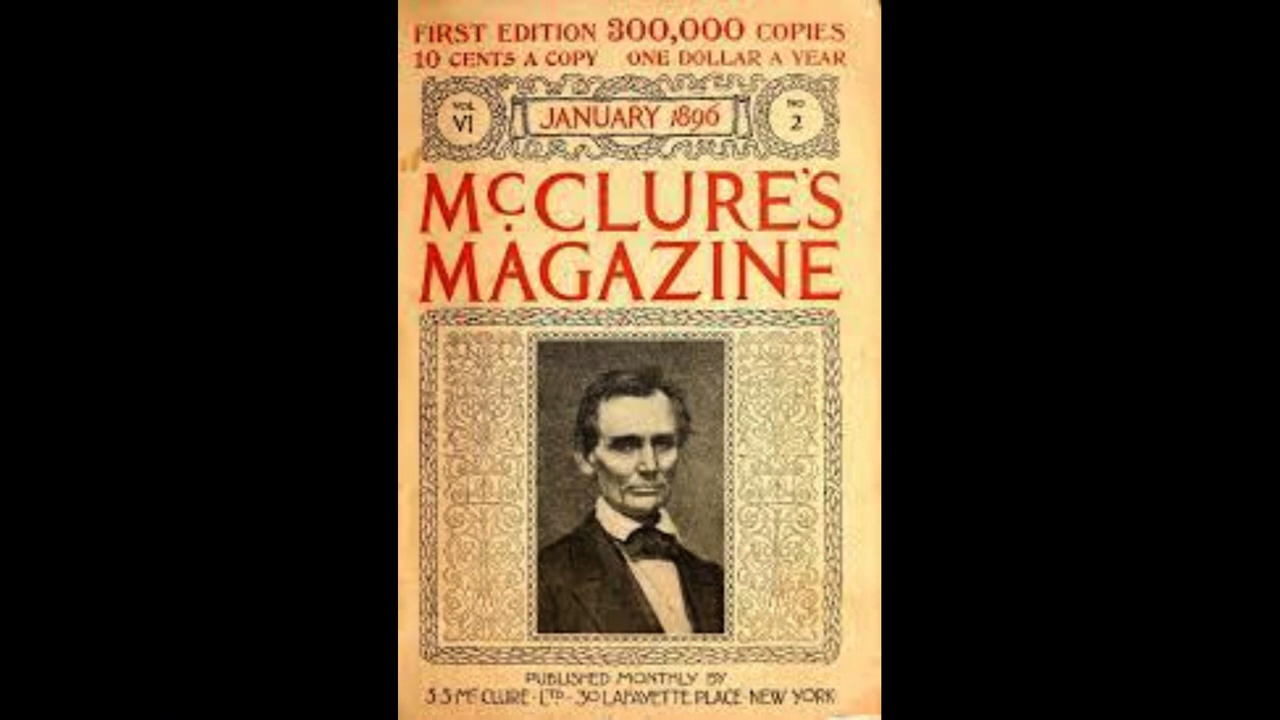 FIRST EDITION 300,000 COPIES
10 CENTS A COPY ONE DOLLAR A YEAR
VOL VI
JANUARY 1896
NO 2
McCLURE'S
MAGAZINE
PUBLISHED MONTHLY BY
S.S. McCLURE · LTD · 30 LAFAYETTE PLACE · NEW YORK